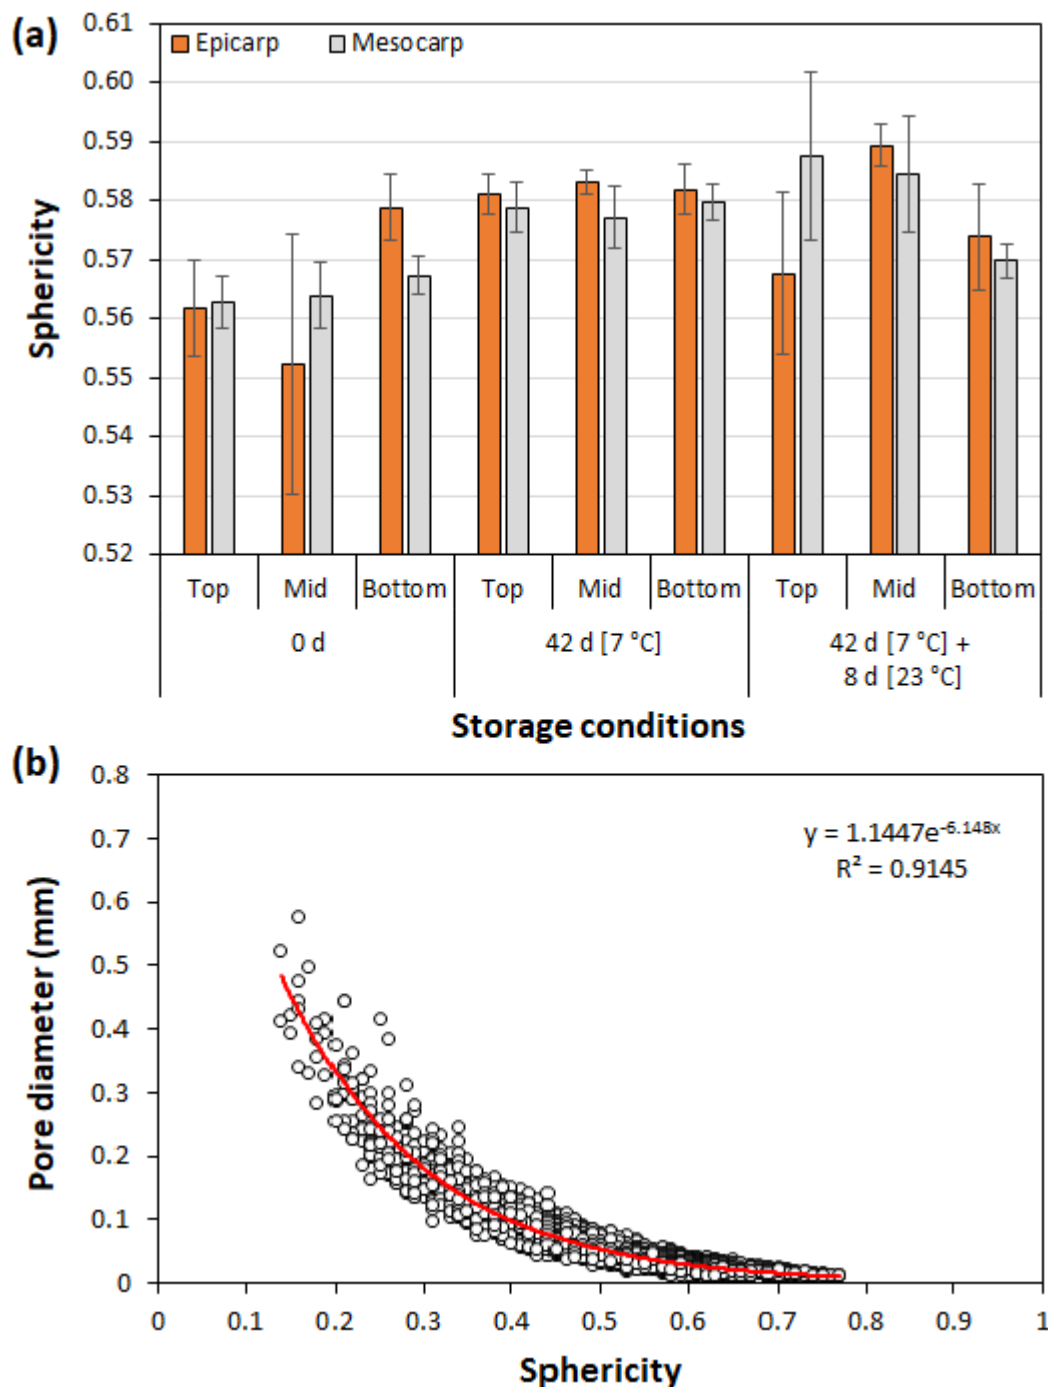 (a)
0.61
0.60
0.59
0.58
0.57
0.56
0.55
0.54
0.53
0.52
Sphericity
Epicarp Mesocarp
Top Mid Bottom Top Mid Bottom Top Mid Bottom
0 d 42 d [7 °C] 42 d [7 °C] +
8 d [23 °C]
Storage conditions
(b)
0.8
0.7
0.6
0.5
0.4
0.3
0.2
0.1
0
Pore diameter (mm)
y = 1.1447e^-6.148x
R² = 0.9145
0 0.1 0.2 0.3 0.4 0.5 0.6 0.7 0.8 0.9 1
Sphericity